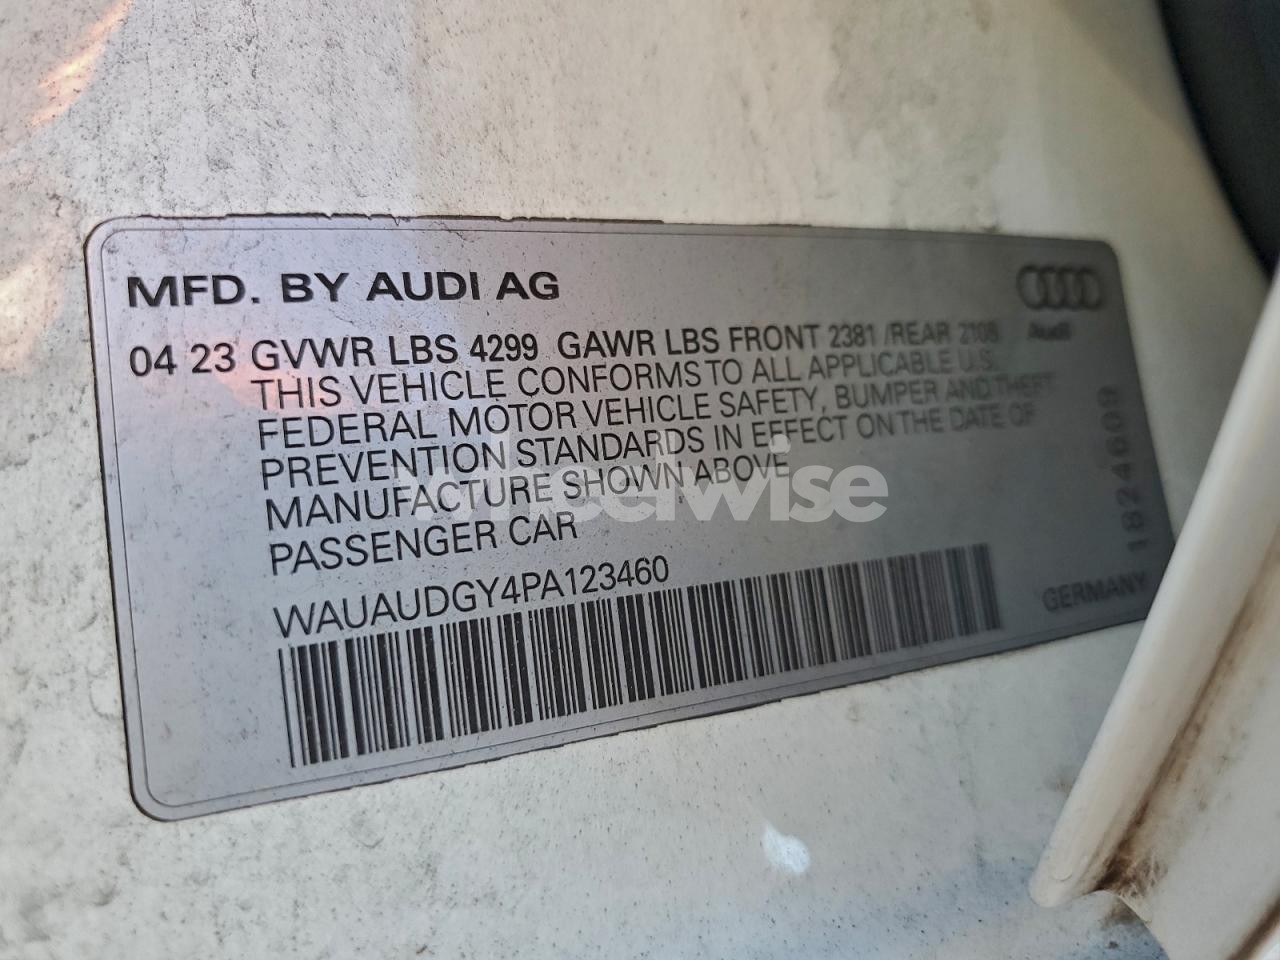 MFD. BY AUDI AG
Audi
04 23 GVWR LBS 4299 GAWR LBS FRONT 2381 /REAR 2108
THIS VEHICLE CONFORMS TO ALL APPLICABLE U.S.
FEDERAL MOTOR VEHICLE SAFETY, BUMPER AND THEFT
PREVENTION STANDARDS IN EFFECT ON THE DATE OF
MANUFACTURE SHOWN ABOVE
PASSENGER CAR
WAUAUDGY4PA123460
GERMANY
1824609
wheelwise